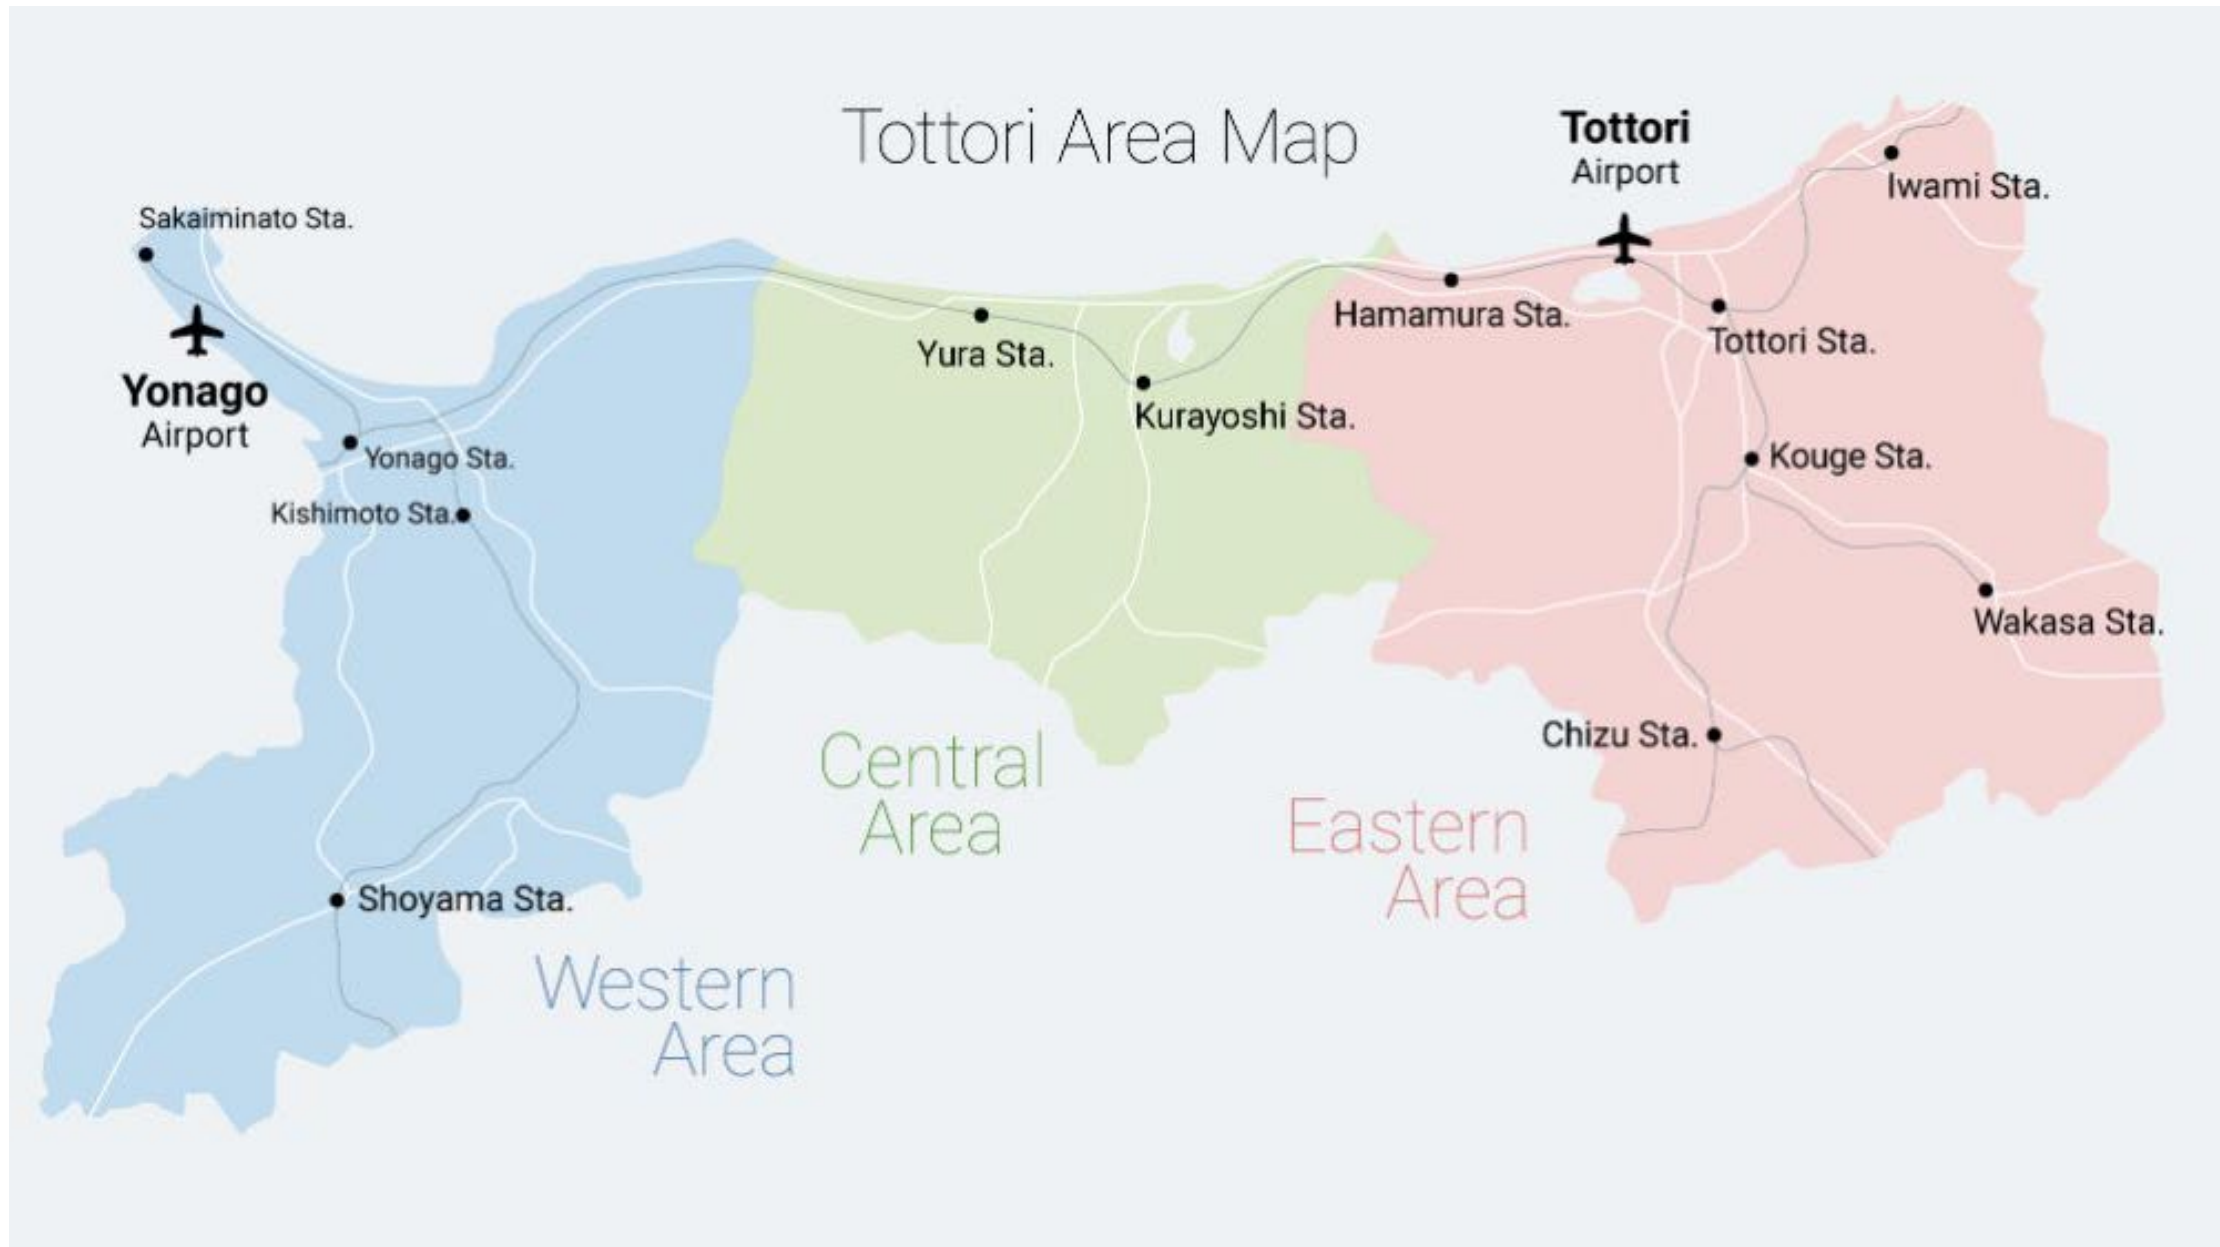 Tottori Area Map
Tottori
Airport
Iwami Sta.
Sakaiminato Sta.
Hamamura Sta.
Tottori Sta.
Yura Sta.
Kurayoshi Sta.
Yonago
Airport
Yonago Sta.
Kouge Sta.
Kishimoto Sta.
Wakasa Sta.
Chizu Sta.
Central
Area
Eastern
Area
Shoyama Sta.
Western
Area